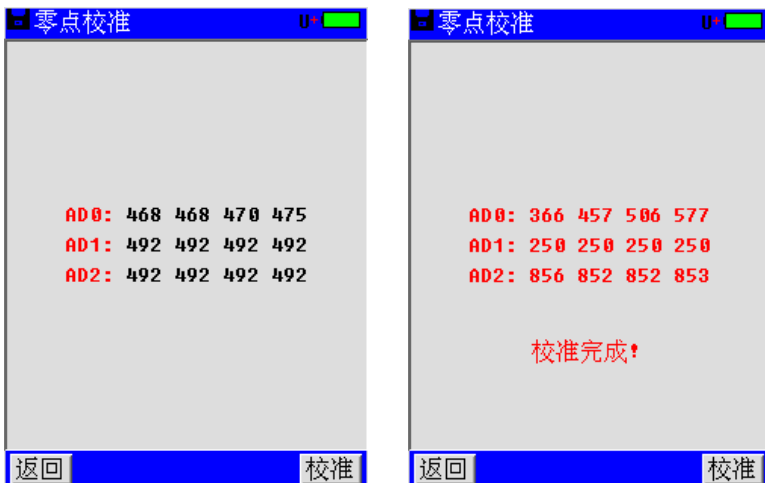 零点校准
U+
AD0: 468 468 470 475
AD1: 492 492 492 492
AD2: 492 492 492 492
返回
校准
零点校准
U+
AD0: 366 457 506 577
AD1: 250 250 250 250
AD2: 856 852 852 853
校准完成!
返回
校准